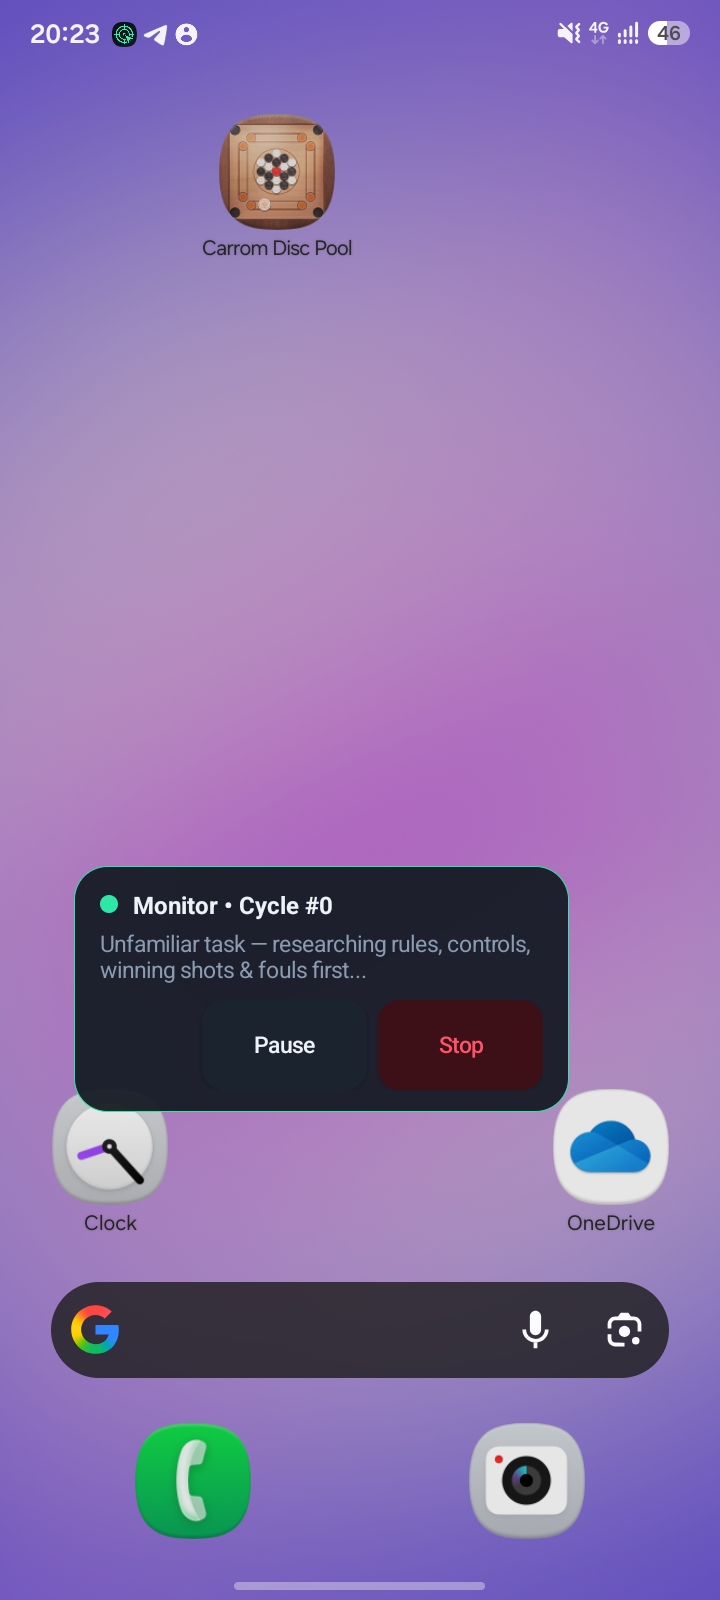 20:23
4G
46
Carrom Disc Pool
Monitor • Cycle #0
Unfamiliar task — researching rules, controls,
winning shots & fouls first...
Pause
Stop
Clock
OneDrive